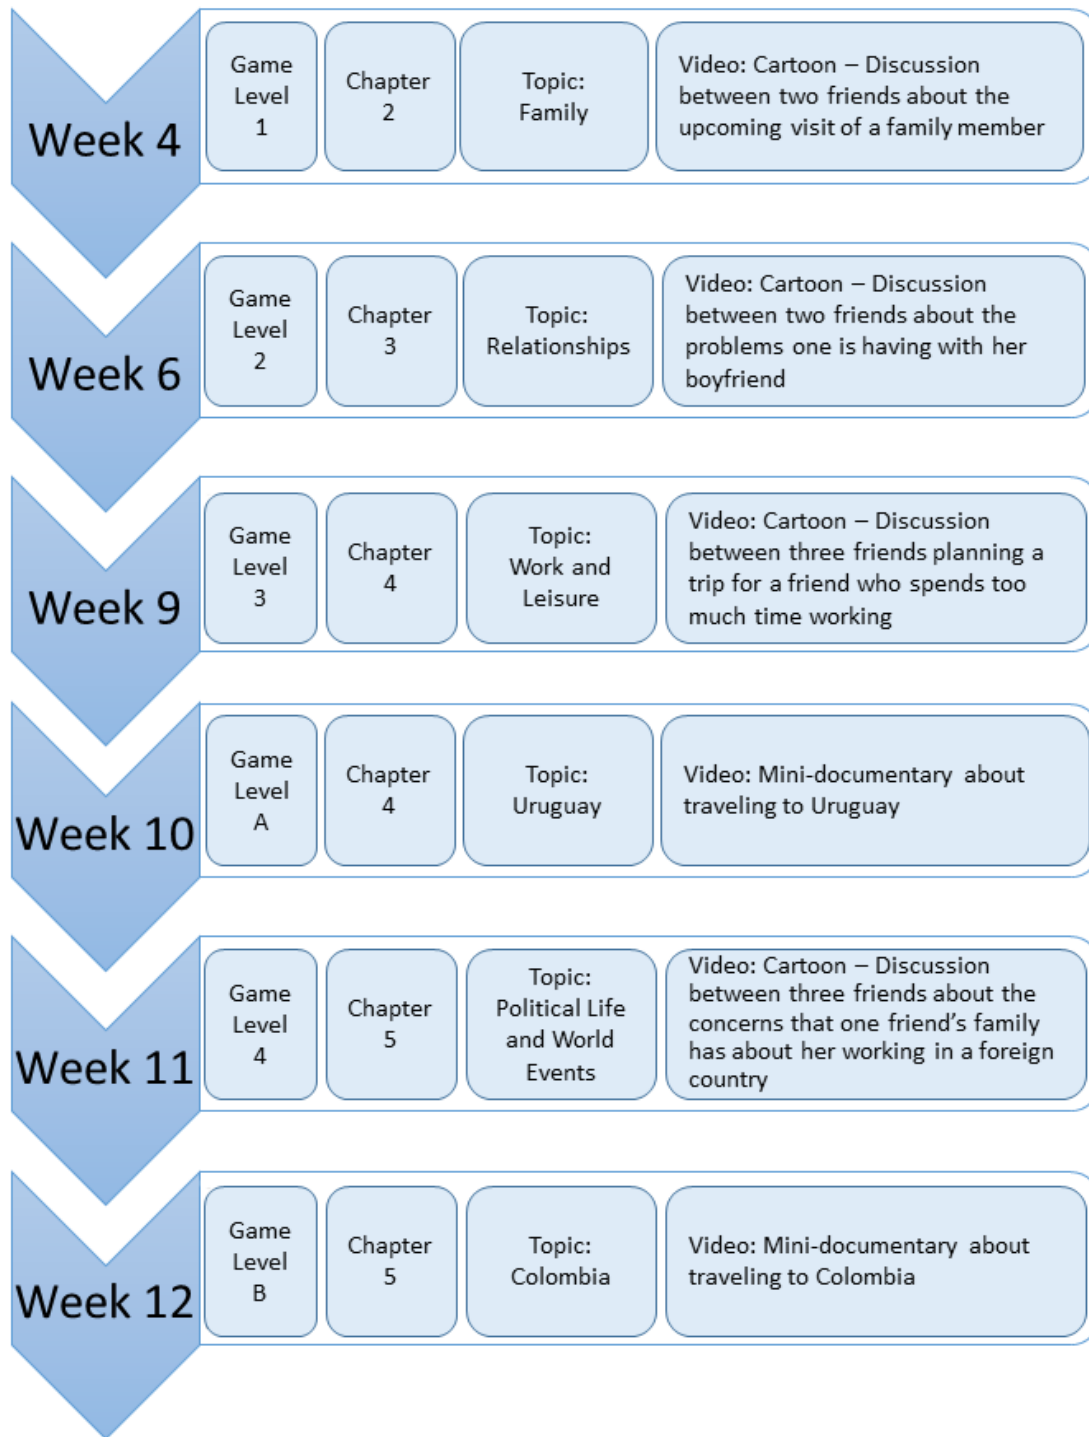 Week 4
Game
Level
1
Chapter
2
Topic:
Family
Video: Cartoon – Discussion
between two friends about the
upcoming visit of a family member
Week 6
Game
Level
2
Chapter
3
Topic:
Relationships
Video: Cartoon – Discussion
between two friends about the
problems one is having with her
boyfriend
Week 9
Game
Level
3
Chapter
4
Topic:
Work and
Leisure
Video: Cartoon – Discussion
between three friends planning a
trip for a friend who spends too
much time working
Week 10
Game
Level
A
Chapter
4
Topic:
Uruguay
Video: Mini-documentary about
traveling to Uruguay
Week 11
Game
Level
4
Chapter
5
Topic:
Political Life
and World
Events
Video: Cartoon – Discussion
between three friends about the
concerns that one friend’s family
has about her working in a foreign
country
Week 12
Game
Level
B
Chapter
5
Topic:
Colombia
Video: Mini-documentary about
traveling to Colombia